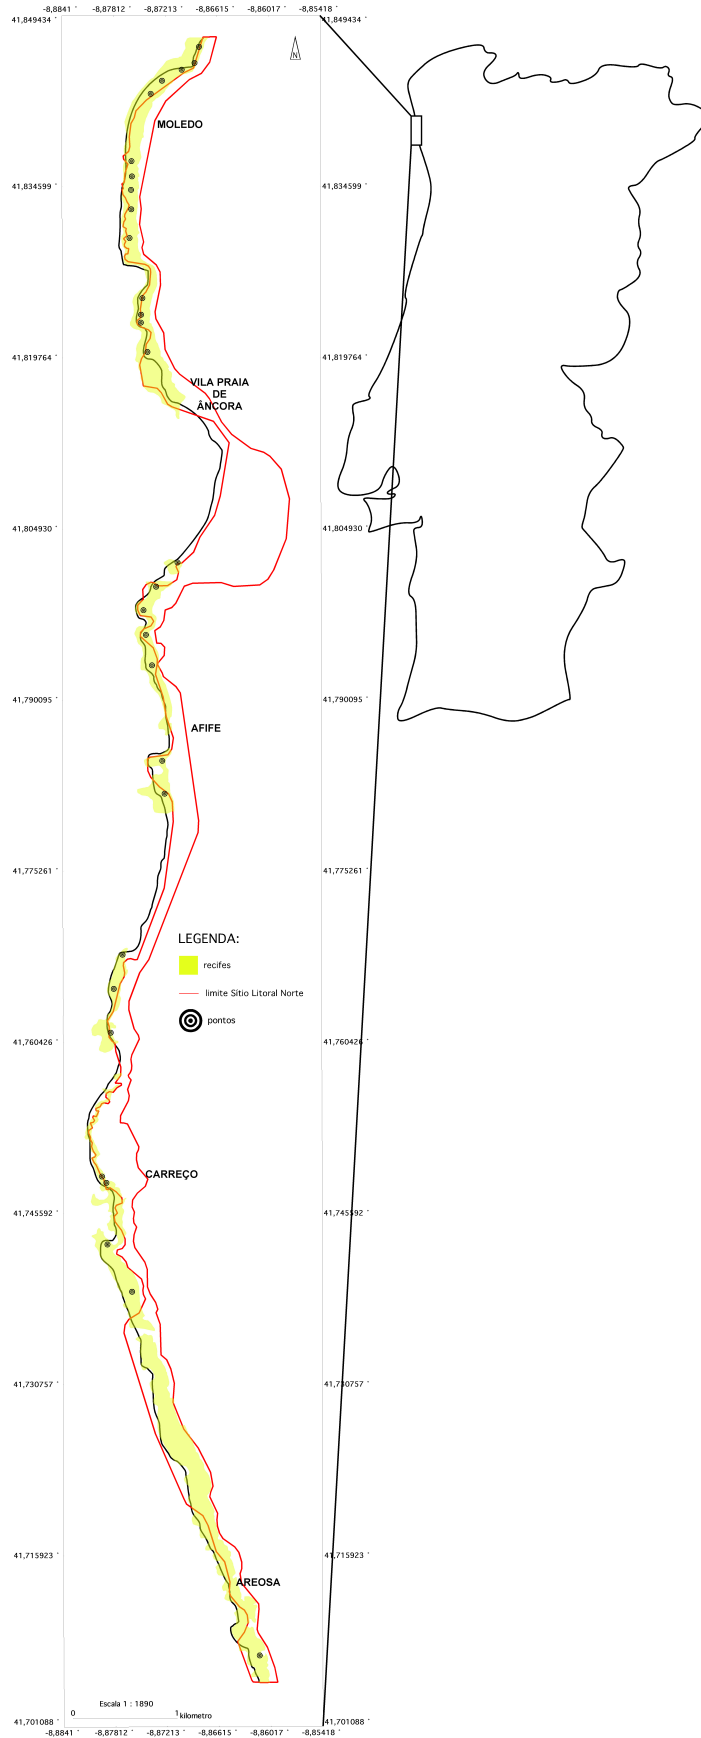 -8,8841 ° -8,87812 ° -8,87213 ° -8,86615 ° -8,86017 ° -8,85418 °
41,849434 ° 41,849434 °
N
MOLEDO
41,834599 ° 41,834599 °
41,819764 ° 41,819764 °
VILA PRAIA
DE
ÂNCORA
41,804930 ° 41,804930 °
41,790095 ° 41,790095 °
AFIFE
41,775261 ° 41,775261 °
LEGENDA:
recifes
limite Sítio Litoral Norte
pontos
41,760426 ° 41,760426 °
CARREÇO
41,745592 ° 41,745592 °
41,730757 ° 41,730757 °
41,715923 ° 41,715923 °
AREOSA
Escala 1 : 1890
0 1 kilometro
41,701088 ° 41,701088 °
-8,8841 ° -8,87812 ° -8,87213 ° -8,86615 ° -8,86017 ° -8,85418 °